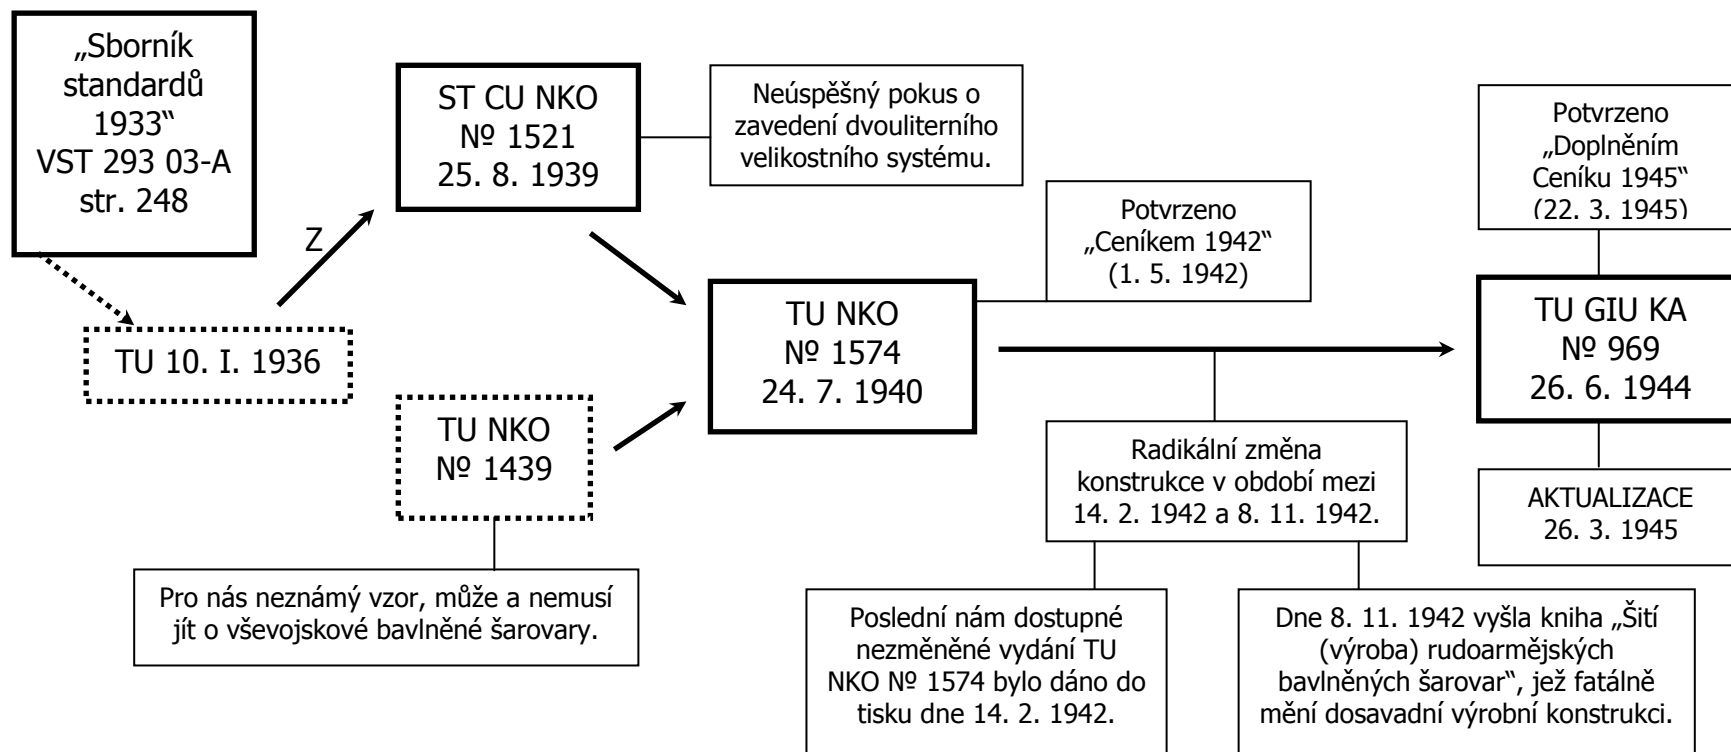 „Sborník
standardů
1933“
VST 293 03-A
str. 248
ST CU NKO
Nº 1521
25. 8. 1939
Neúspěšný pokus o
zavedení dvouliterního
velikostního systému.
Potvrzeno
„Doplněním
Ceníku 1945“
(22. 3. 1945)
Z
Potvrzeno
„Ceníkem 1942“
(1. 5. 1942)
TU 10. I. 1936
TU NKO
Nº 1574
24. 7. 1940
TU GIU KA
Nº 969
26. 6. 1944
TU NKO
Nº 1439
Radikální změna
konstrukce v období mezi
14. 2. 1942 a 8. 11. 1942.
AKTUALIZACE
26. 3. 1945
Pro nás neznámý vzor, může a nemusí
jít o vševojskové bavlněné šarovary.
Poslední nám dostupné
nezměněné vydání TU
NKO Nº 1574 bylo dáno do
tisku dne 14. 2. 1942.
Dne 8. 11. 1942 vyšla kniha „Šití
(výroba) rudoarmějských
bavlněných šarovar“, jež fatálně
mění dosavadní výrobní konstrukci.